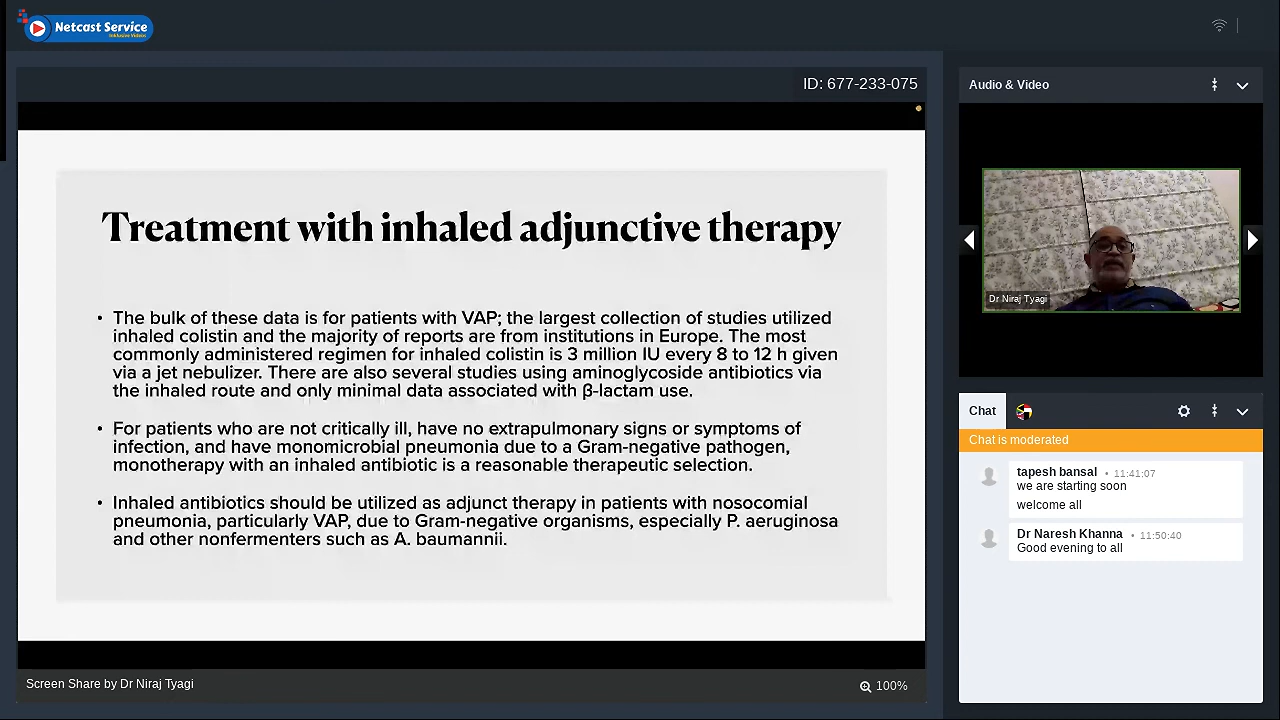 Netcast Service
Inklusive Videos
ID: 677-233-075
Treatment with inhaled adjunctive therapy
• The bulk of these data is for patients with VAP; the largest collection of studies utilized
inhaled colistin and the majority of reports are from institutions in Europe. The most
commonly administered regimen for inhaled colistin is 3 million IU every 8 to 12 h given
via a jet nebulizer. There are also several studies using aminoglycoside antibiotics via
the inhaled route and only minimal data associated with β-lactam use.
• For patients who are not critically ill, have no extrapulmonary signs or symptoms of
infection, and have monomicrobial pneumonia due to a Gram-negative pathogen,
monotherapy with an inhaled antibiotic is a reasonable therapeutic selection.
• Inhaled antibiotics should be utilized as adjunct therapy in patients with nosocomial
pneumonia, particularly VAP, due to Gram-negative organisms, especially P. aeruginosa
and other nonfermenters such as A. baumannii.
Screen Share by Dr Niraj Tyagi
100%
Audio & Video
Dr Niraj Tyagi
Chat
Chat is moderated
tapesh bansal • 11:41:07
we are starting soon
welcome all
Dr Naresh Khanna • 11:50:40
Good evening to all